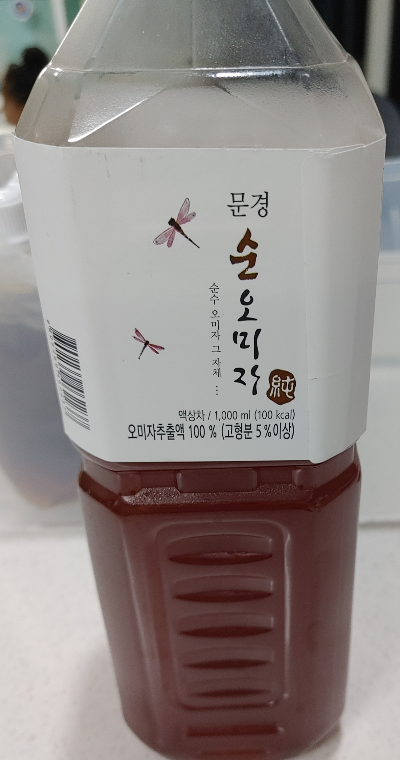 문경
순오미자
純
순수 오미자 그 자체 ...
액상차 / 1,000 ml (100 kcal)
오미자추출액 100 % (고형분 5 % 이상)